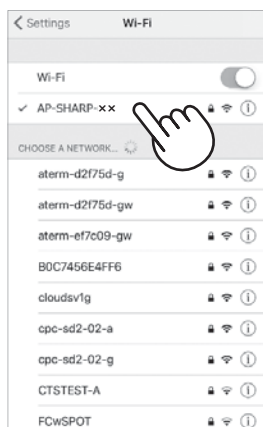 Settings Wi-Fi
Wi-Fi
AP-SHARP-××
CHOOSE A NETWORK...
aterm-d2f75d-g
aterm-d2f75d-gw
aterm-ef7c09-gw
B0C7456E4FF6
cloudsv1g
cpc-sd2-02-a
cpc-sd2-02-g
CTSTEST-A
FCwSPOT